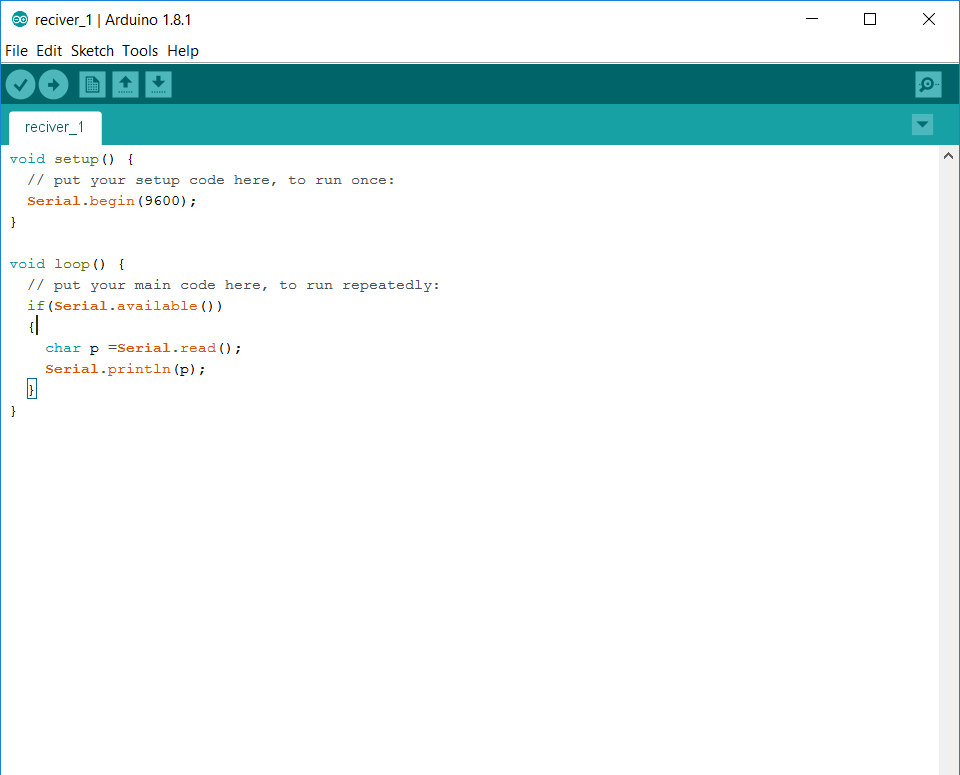 reciver_1 | Arduino 1.8.1
File Edit Sketch Tools Help
reciver_1
void setup() {
  // put your setup code here, to run once:
  Serial.begin(9600);
}
void loop() {
  // put your main code here, to run repeatedly:
  if(Serial.available())
  {
    char p =Serial.read();
    Serial.println(p);
  }
}